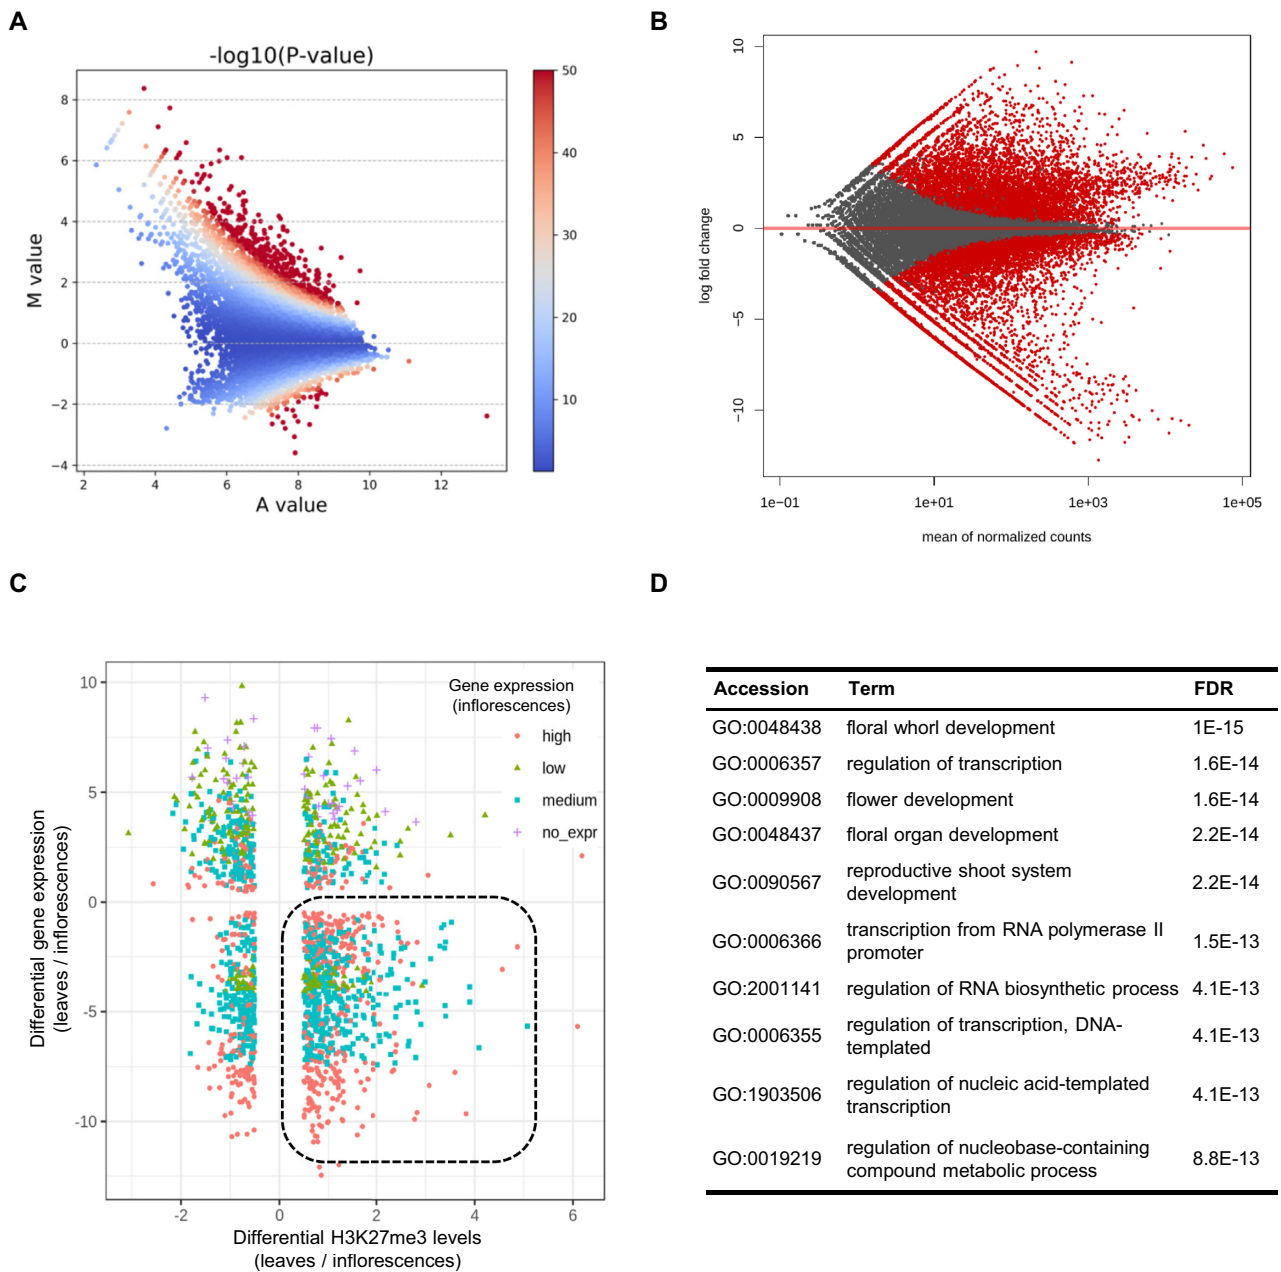 A
-log10(P-value)
M value
8
6
4
2
0
−2
−4
2
4
6
8
10
12
A value
50
40
30
20
10
B
log fold change
10
5
0
−5
−10
1e−01
1e+01
1e+03
1e+05
mean of normalized counts
C
Differential gene expression
(leaves / inflorescences)
10
5
0
-5
-10
Gene expression
(inflorescences)
high
low
medium
no_expr
-2
0
2
4
6
Differential H3K27me3 levels
(leaves / inflorescences)
D
Accession Term FDR
GO:0048438 floral whorl development 1E-15
GO:0006357 regulation of transcription 1.6E-14
GO:0009908 flower development 1.6E-14
GO:0048437 floral organ development 2.2E-14
GO:0090567 reproductive shoot system
development 2.2E-14
GO:0006366 transcription from RNA polymerase II
promoter 1.5E-13
GO:2001141 regulation of RNA biosynthetic process 4.1E-13
GO:0006355 regulation of transcription, DNA-
templated 4.1E-13
GO:1903506 regulation of nucleic acid-templated
transcription 4.1E-13
GO:0019219 regulation of nucleobase-containing
compound metabolic process 8.8E-13